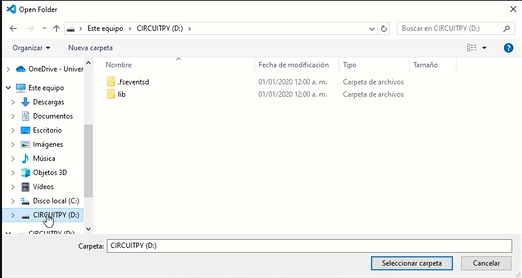 Open Folder
Este equipo > CIRCUITPY (D:) >
Buscar en CIRCUITPY (D:)
Organizar
Nueva carpeta
Nombre
Fecha de modificación
Tipo
Tamaño
.fseventsd
01/01/2020 12:00 a. m.
Carpeta de archivos
lib
01/01/2020 12:00 a. m.
Carpeta de archivos
OneDrive - Univer
Este equipo
Descargas
Documentos
Escritorio
Imágenes
Música
Objetos 3D
Vídeos
Disco local (C:)
CIRCUITPY (D:)
CIRCUITPY (D:)
Carpeta:
CIRCUITPY (D:)
Seleccionar carpeta
Cancelar